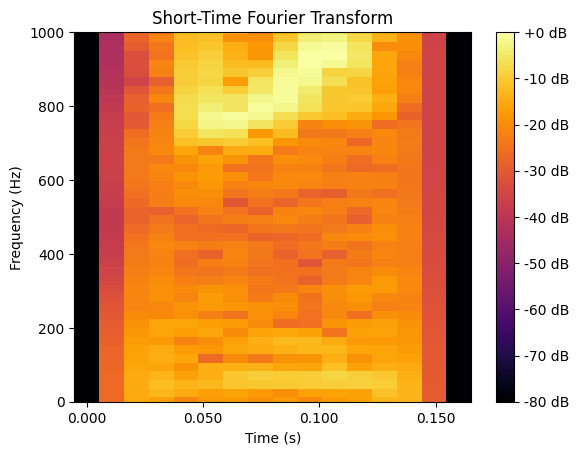 Short-Time Fourier Transform
1000
800
600
400
200
0
Frequency (Hz)
0.000
0.050
0.100
0.150
Time (s)
+0 dB
-10 dB
-20 dB
-30 dB
-40 dB
-50 dB
-60 dB
-70 dB
-80 dB